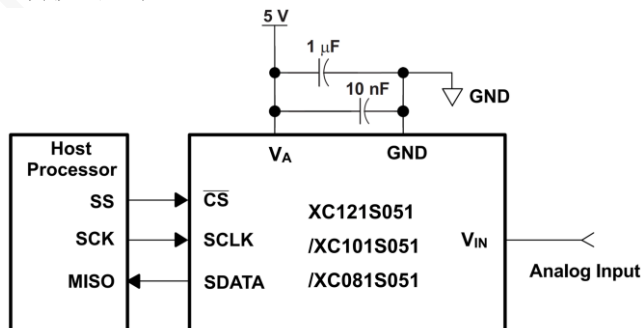 5 V
1 μF
10 nF
GND
Host
Processor
SS
SCK
MISO
VA
GND
CS
SCLK
SDATA
XC121S051
/XC101S051
/XC081S051
VIN
Analog Input